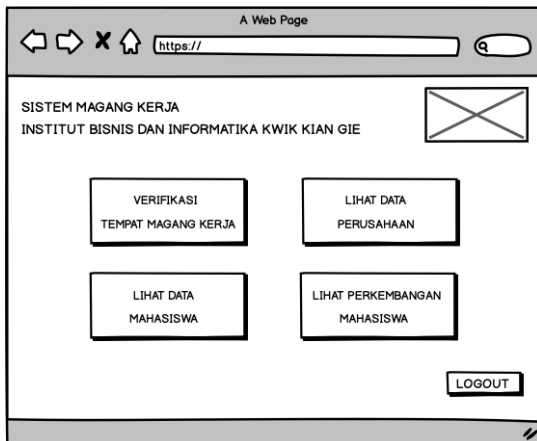 A Web Page
https://
SISTEM MAGANG KERJA
INSTITUT BISNIS DAN INFORMATIKA KWIK KIAN GIE
VERIFIKASI
TEMPAT MAGANG KERJA
LIHAT DATA
PERUSAHAAN
LIHAT DATA
MAHASISWA
LIHAT PERKEMBANGAN
MAHASISWA
LOGOUT